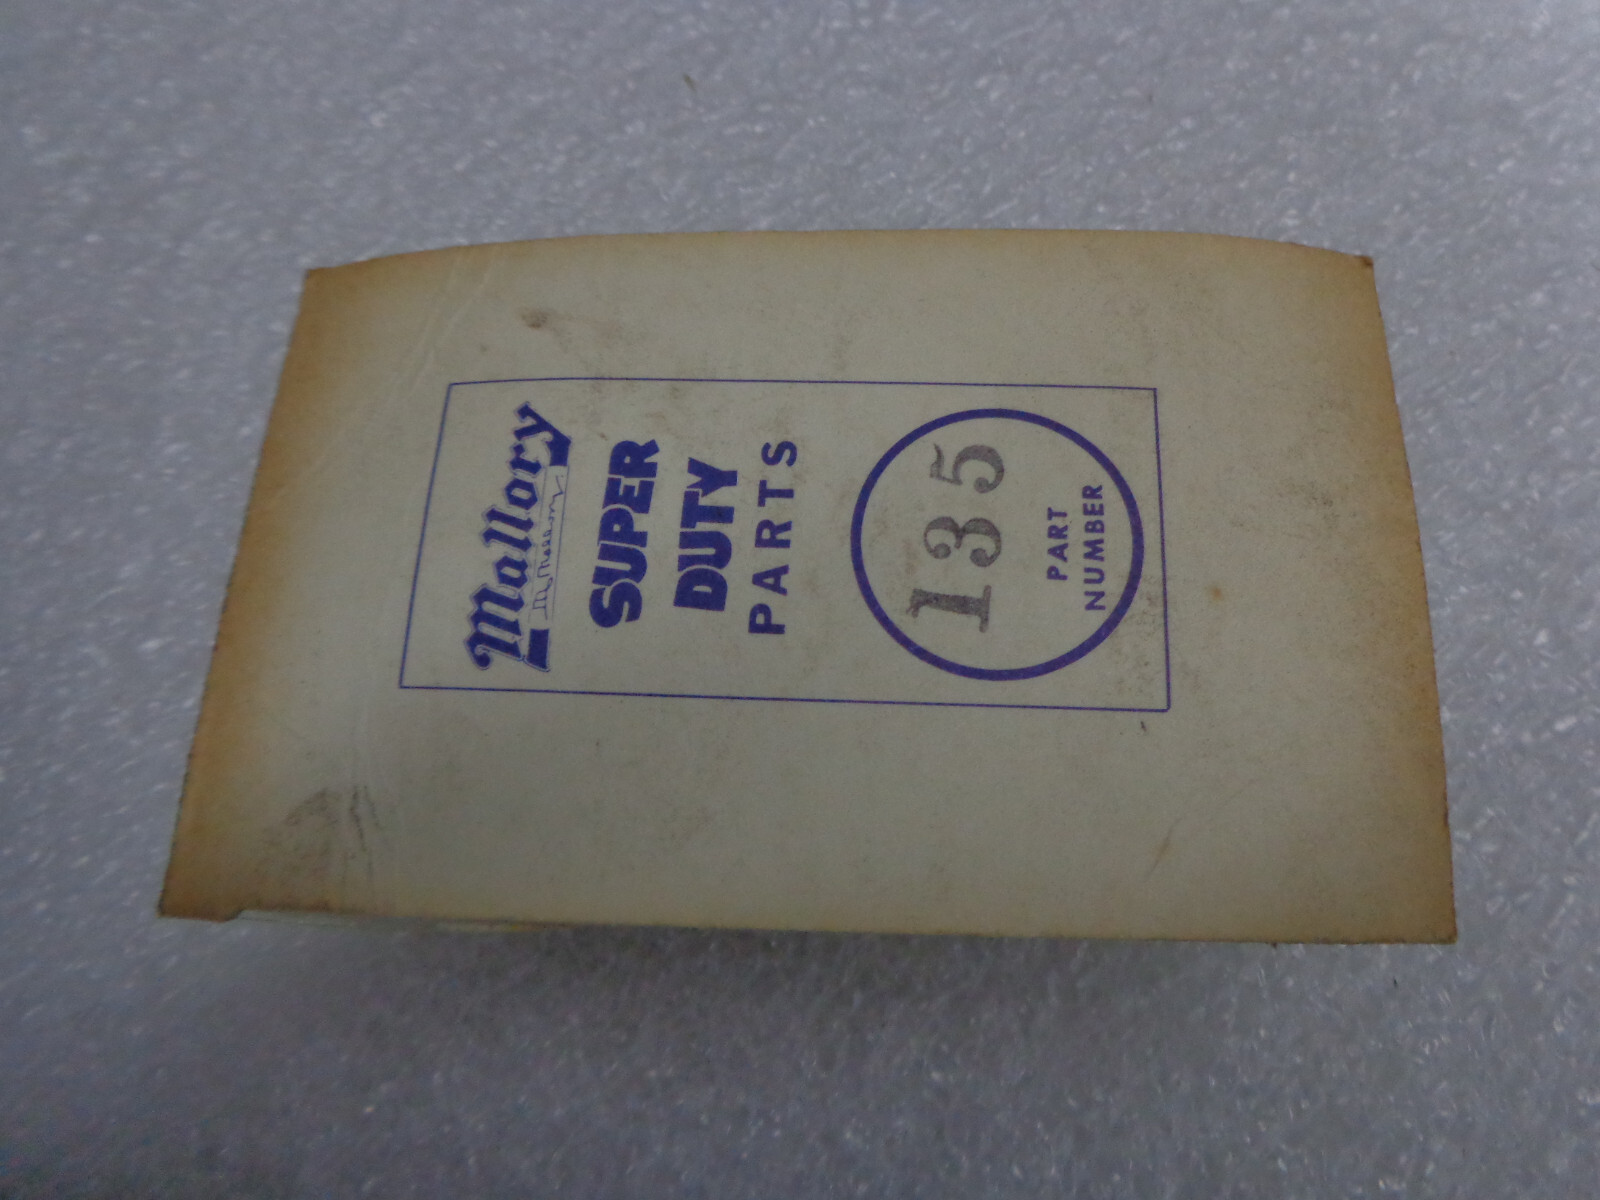 Mallory
SUPER
DUTY
PARTS
135
PART
NUMBER